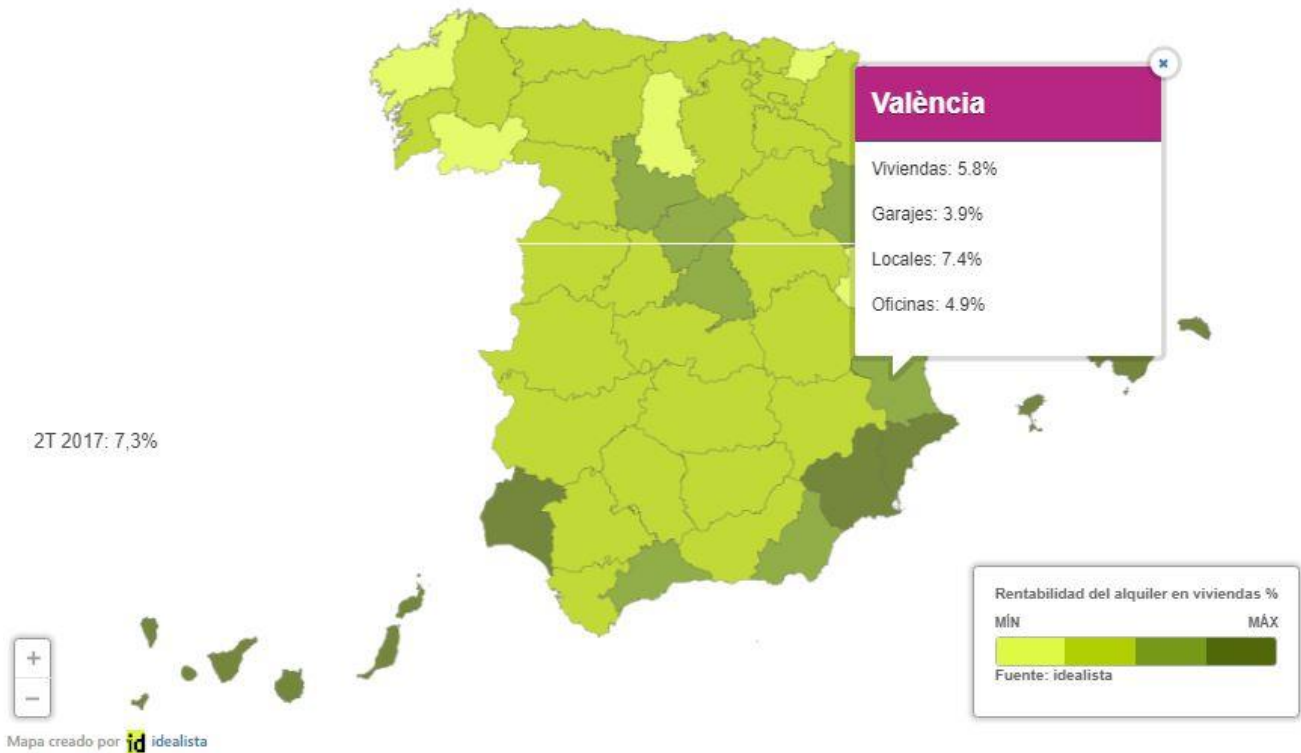 València
Viviendas: 5.8%
Garajes: 3.9%
Locales: 7.4%
Oficinas: 4.9%
2T 2017: 7,3%
Rentabilidad del alquiler en viviendas %
MÍN MÁX
Fuente: idealista
+
−
Mapa creado por id idealista